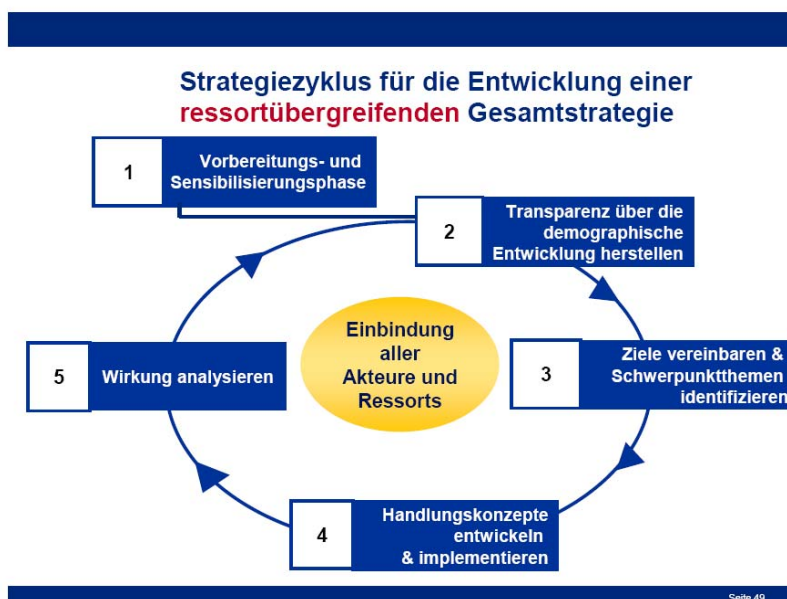 Strategiezyklus für die Entwicklung einer
ressortübergreifenden Gesamtstrategie
1
Vorbereitungs- und
Sensibilisierungsphase
2
Transparenz über die
demographische
Entwicklung herstellen
3
Ziele vereinbaren &
Schwerpunktthemen
identifizieren
Einbindung
aller
Akteure und
Ressorts
4
Handlungskonzepte
entwickeln
& implementieren
5
Wirkung analysieren
Seite 49